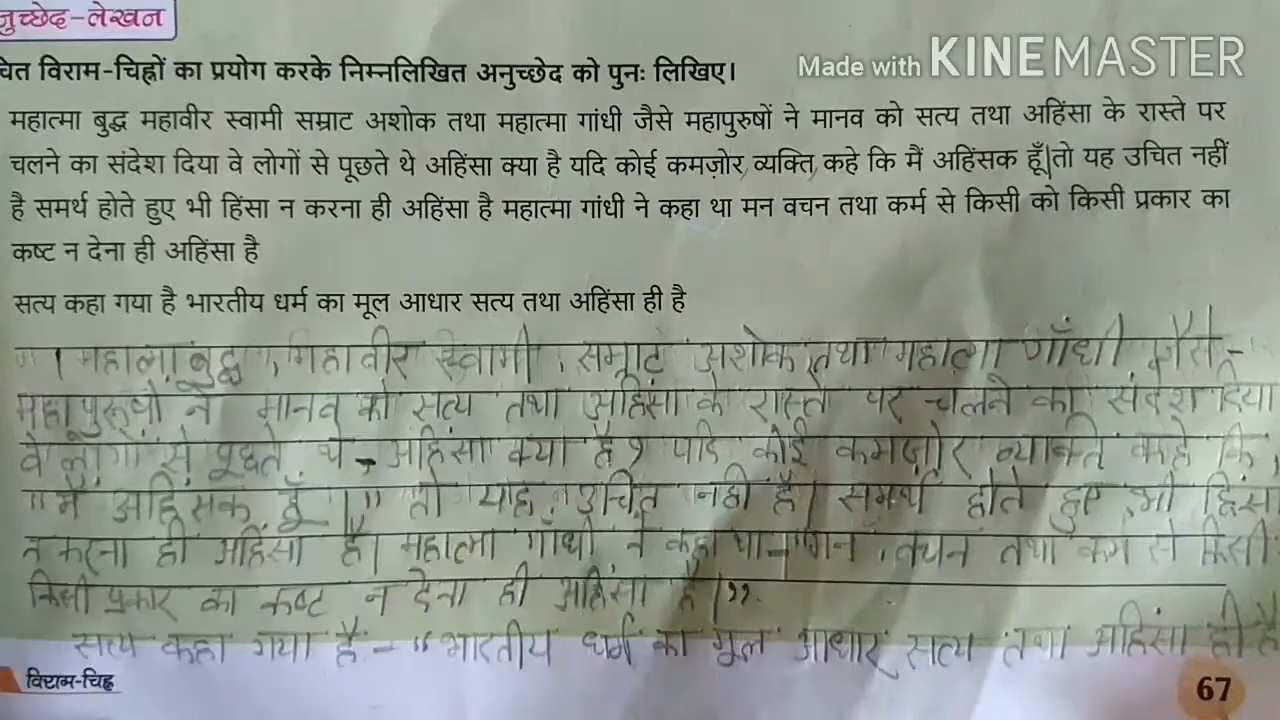 नुच्छेद-लेखन
Made with KINEMASTER
चित विराम-चिह्नों का प्रयोग करके निम्नलिखित अनुच्छेद को पुनः लिखिए।
महात्मा बुद्ध महावीर स्वामी सम्राट अशोक तथा महात्मा गांधी जैसे महापुरुषों ने मानव को सत्य तथा अहिंसा के रास्ते पर
चलने का संदेश दिया वे लोगों से पूछते थे अहिंसा क्या है यदि कोई कमज़ोर, व्यक्ति, कहे कि मैं अहिंसक हूँ।तो यह उचित नहीं
है समर्थ होते हुए भी हिंसा न करना ही अहिंसा है महात्मा गांधी ने कहा था मन वचन तथा कर्म से किसी को किसी प्रकार का
कष्ट न देना ही अहिंसा है
सत्य कहा गया है भारतीय धर्म का मूल आधार सत्य तथा अहिंसा ही है
महात्मा बुद्ध , महावीर स्वामी , सम्राट अशोक तथा महात्मा गाँधी जैसे-
महापुरूषों ने मानव को सत्य तथा अहिंसा के रास्ते पर चलने का संदेश दिया
वे लोगों से पूछते थे - अहिंसा क्या है ? यदि कोई कमज़ोर व्यक्ति कहे कि ,
"मैं अहिंसक हूँ ।" तो यह उचित नही है। समर्थ होते हुए भी हिंसा
न करना ही अहिंसा है। महात्मा गाँधी ने कहा था- मन , वचन तथा कर्म से किसी
किसी प्रकार का कष्ट न देना ही अहिंसा है।"
सत्य कहा गया है - "भारतीय धर्म का मूल आधार सत्य तथा अहिंसा ही है
विराम-चिह्न
67